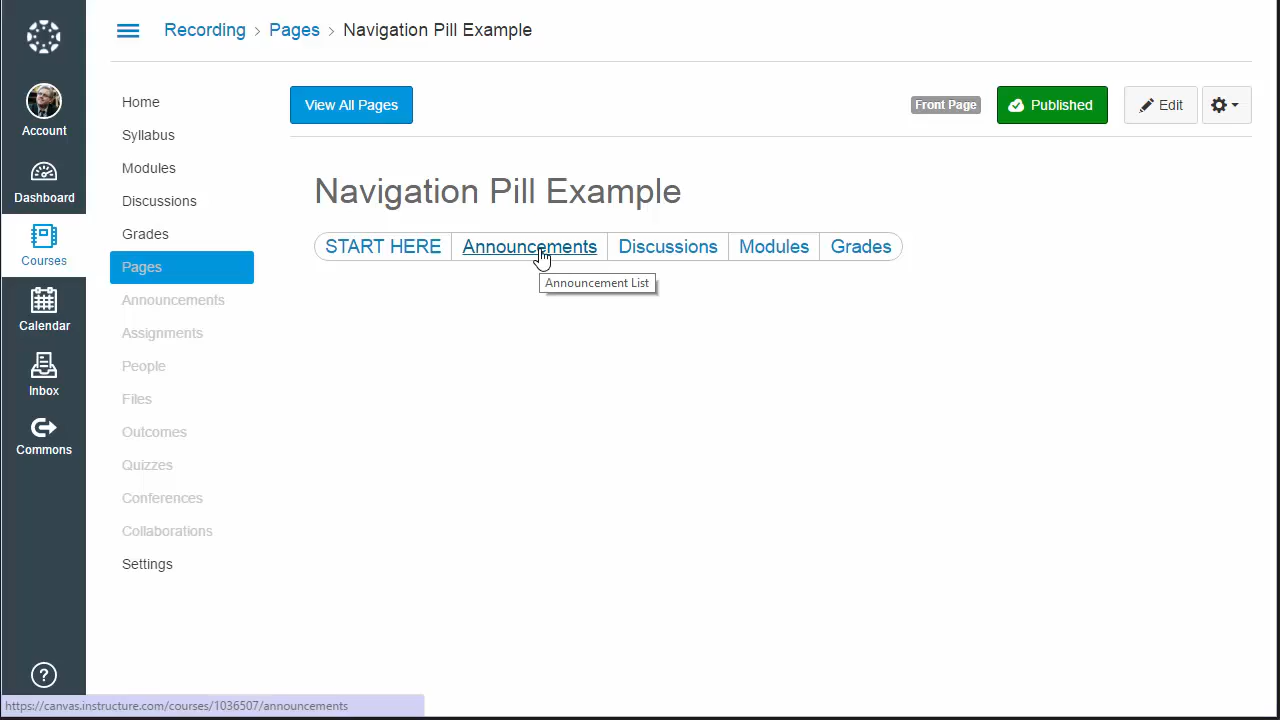 Recording > Pages > Navigation Pill Example
Account
Dashboard
Courses
Calendar
Inbox
Commons
?
Home
Syllabus
Modules
Discussions
Grades
Pages
Announcements
Assignments
People
Files
Outcomes
Quizzes
Conferences
Collaborations
Settings
View All Pages
Front Page
Published
Edit
Navigation Pill Example
START HERE Announcements Discussions Modules Grades
Announcement List
https://canvas.instructure.com/courses/1036507/announcements